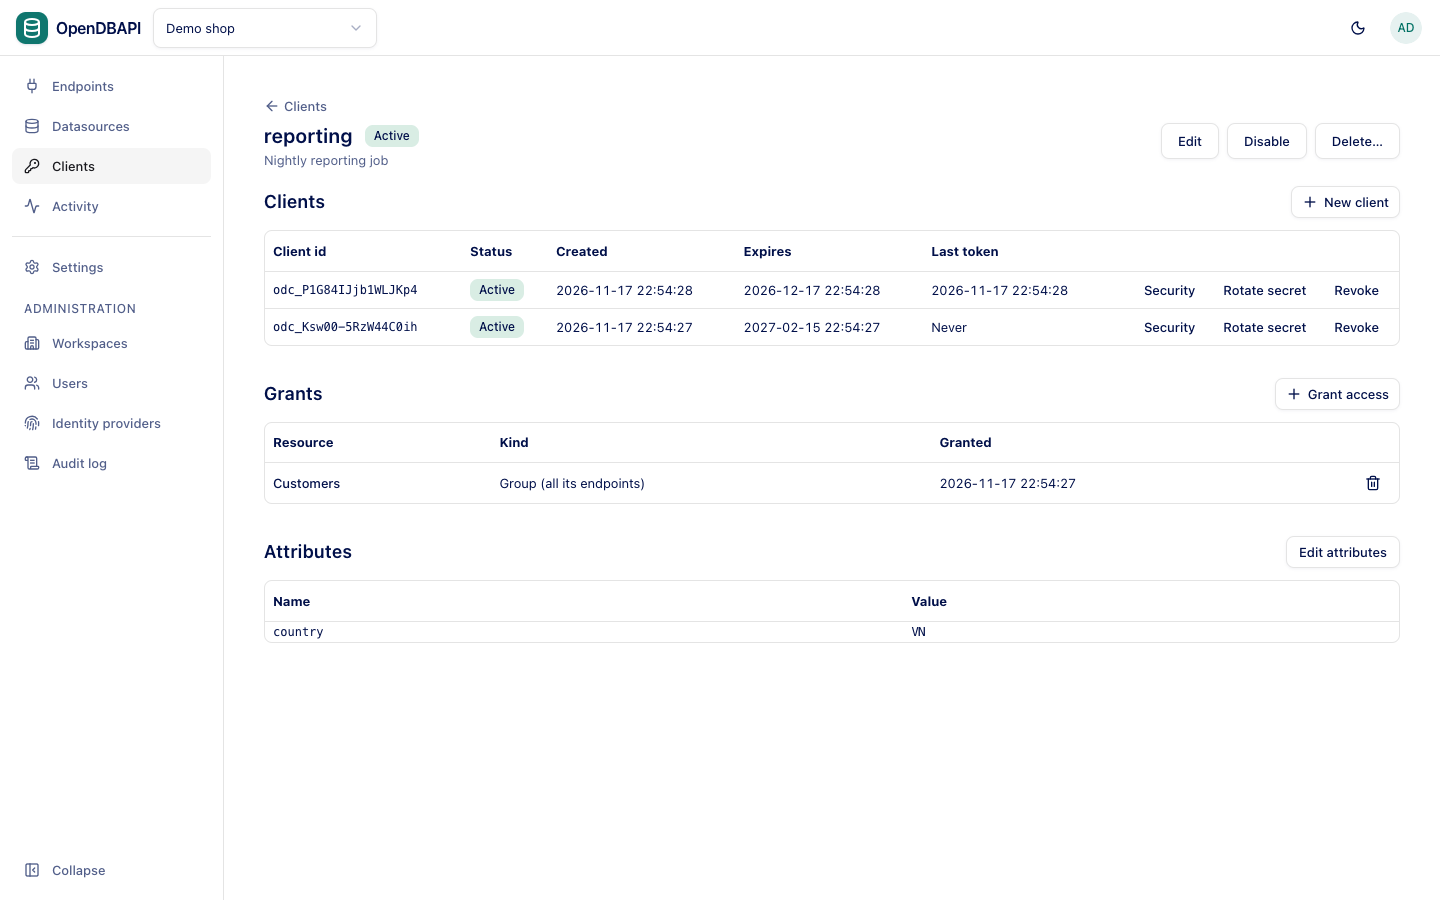 OpenDBAPI
Demo shop
AD
Endpoints
Datasources
Clients
Activity
Settings
ADMINISTRATION
Workspaces
Users
Identity providers
Audit log
Collapse
Clients
reporting Active
Nightly reporting job
Edit Disable Delete...
Clients
New client
Client id Status Created Expires Last token
odc_P1G84IJjb1WLJKp4 Active 2026-11-17 22:54:28 2026-12-17 22:54:28 2026-11-17 22:54:28 Security Rotate secret Revoke
odc_Ksw00-5RzW44C0ih Active 2026-11-17 22:54:27 2027-02-15 22:54:27 Never Security Rotate secret Revoke
Grants
Grant access
Resource Kind Granted
Customers Group (all its endpoints) 2026-11-17 22:54:27
Attributes
Edit attributes
Name Value
country VN